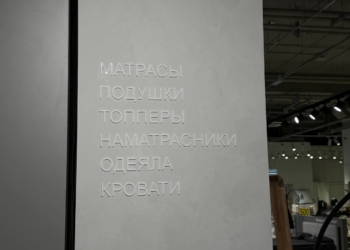 МАТРАСЫ
ПОДУШКИ
ТОППЕРЫ
НАМАТРАСНИКИ
ОДЕЯЛА
КРОВАТИ